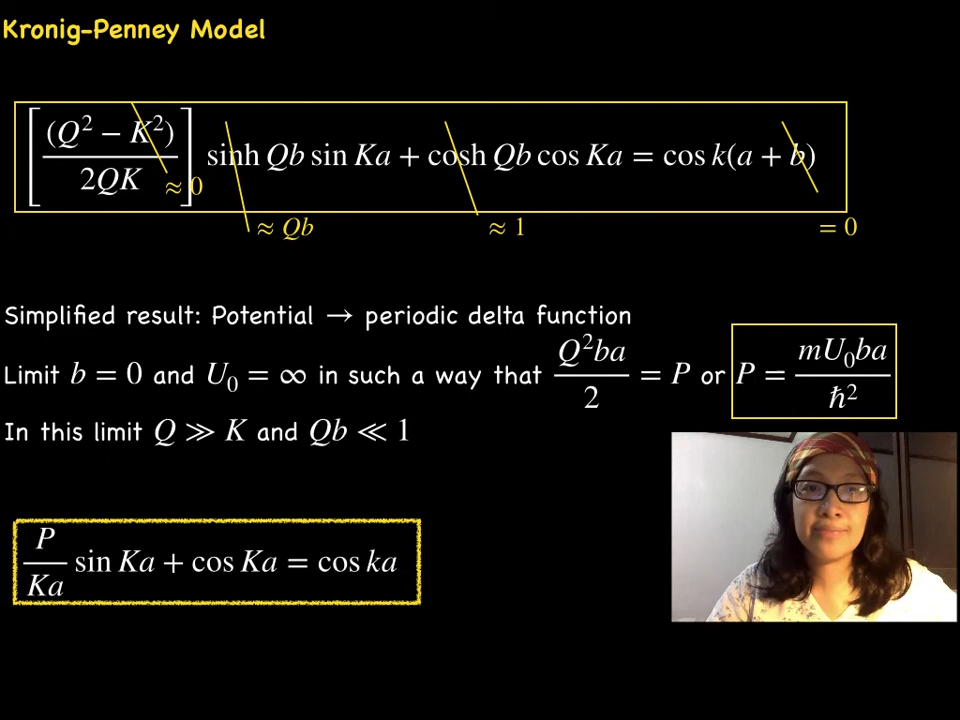 Kronig-Penney Model
[(Q² − K²)/2QK] sinh Qb sin Ka + cosh Qb cos Ka = cos k(a + b)
≈ 0
≈ Qb ≈ 1 = 0
Simplified result: Potential → periodic delta function
Limit b = 0 and U₀ = ∞ in such a way that Q²ba/2 = P or P = mU₀ba/ħ²
In this limit Q ≫ K and Qb ≪ 1
P/Ka sin Ka + cos Ka = cos ka